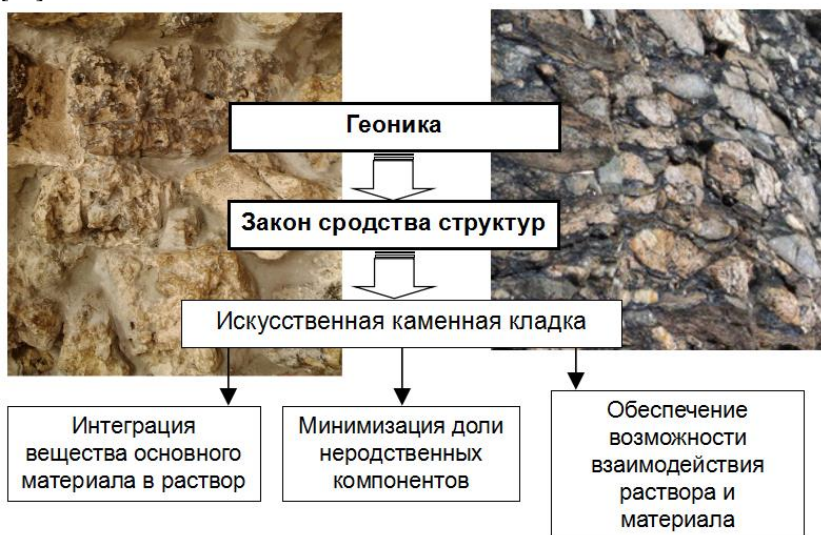 Геоника
Закон сродства структур
Искусственная каменная кладка
Интеграция
вещества основного
материала в раствор
Минимизация доли
неродственных
компонентов
Обеспечение
возможности
взаимодействия
раствора и
материала